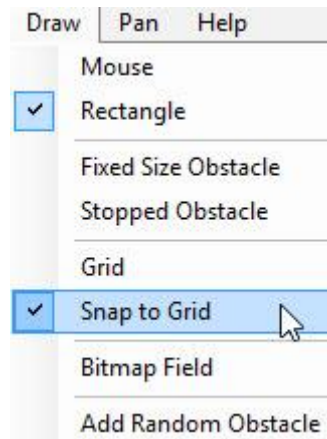 Draw Pan Help
Mouse
Rectangle
Fixed Size Obstacle
Stopped Obstacle
Grid
Snap to Grid
Bitmap Field
Add Random Obstacle